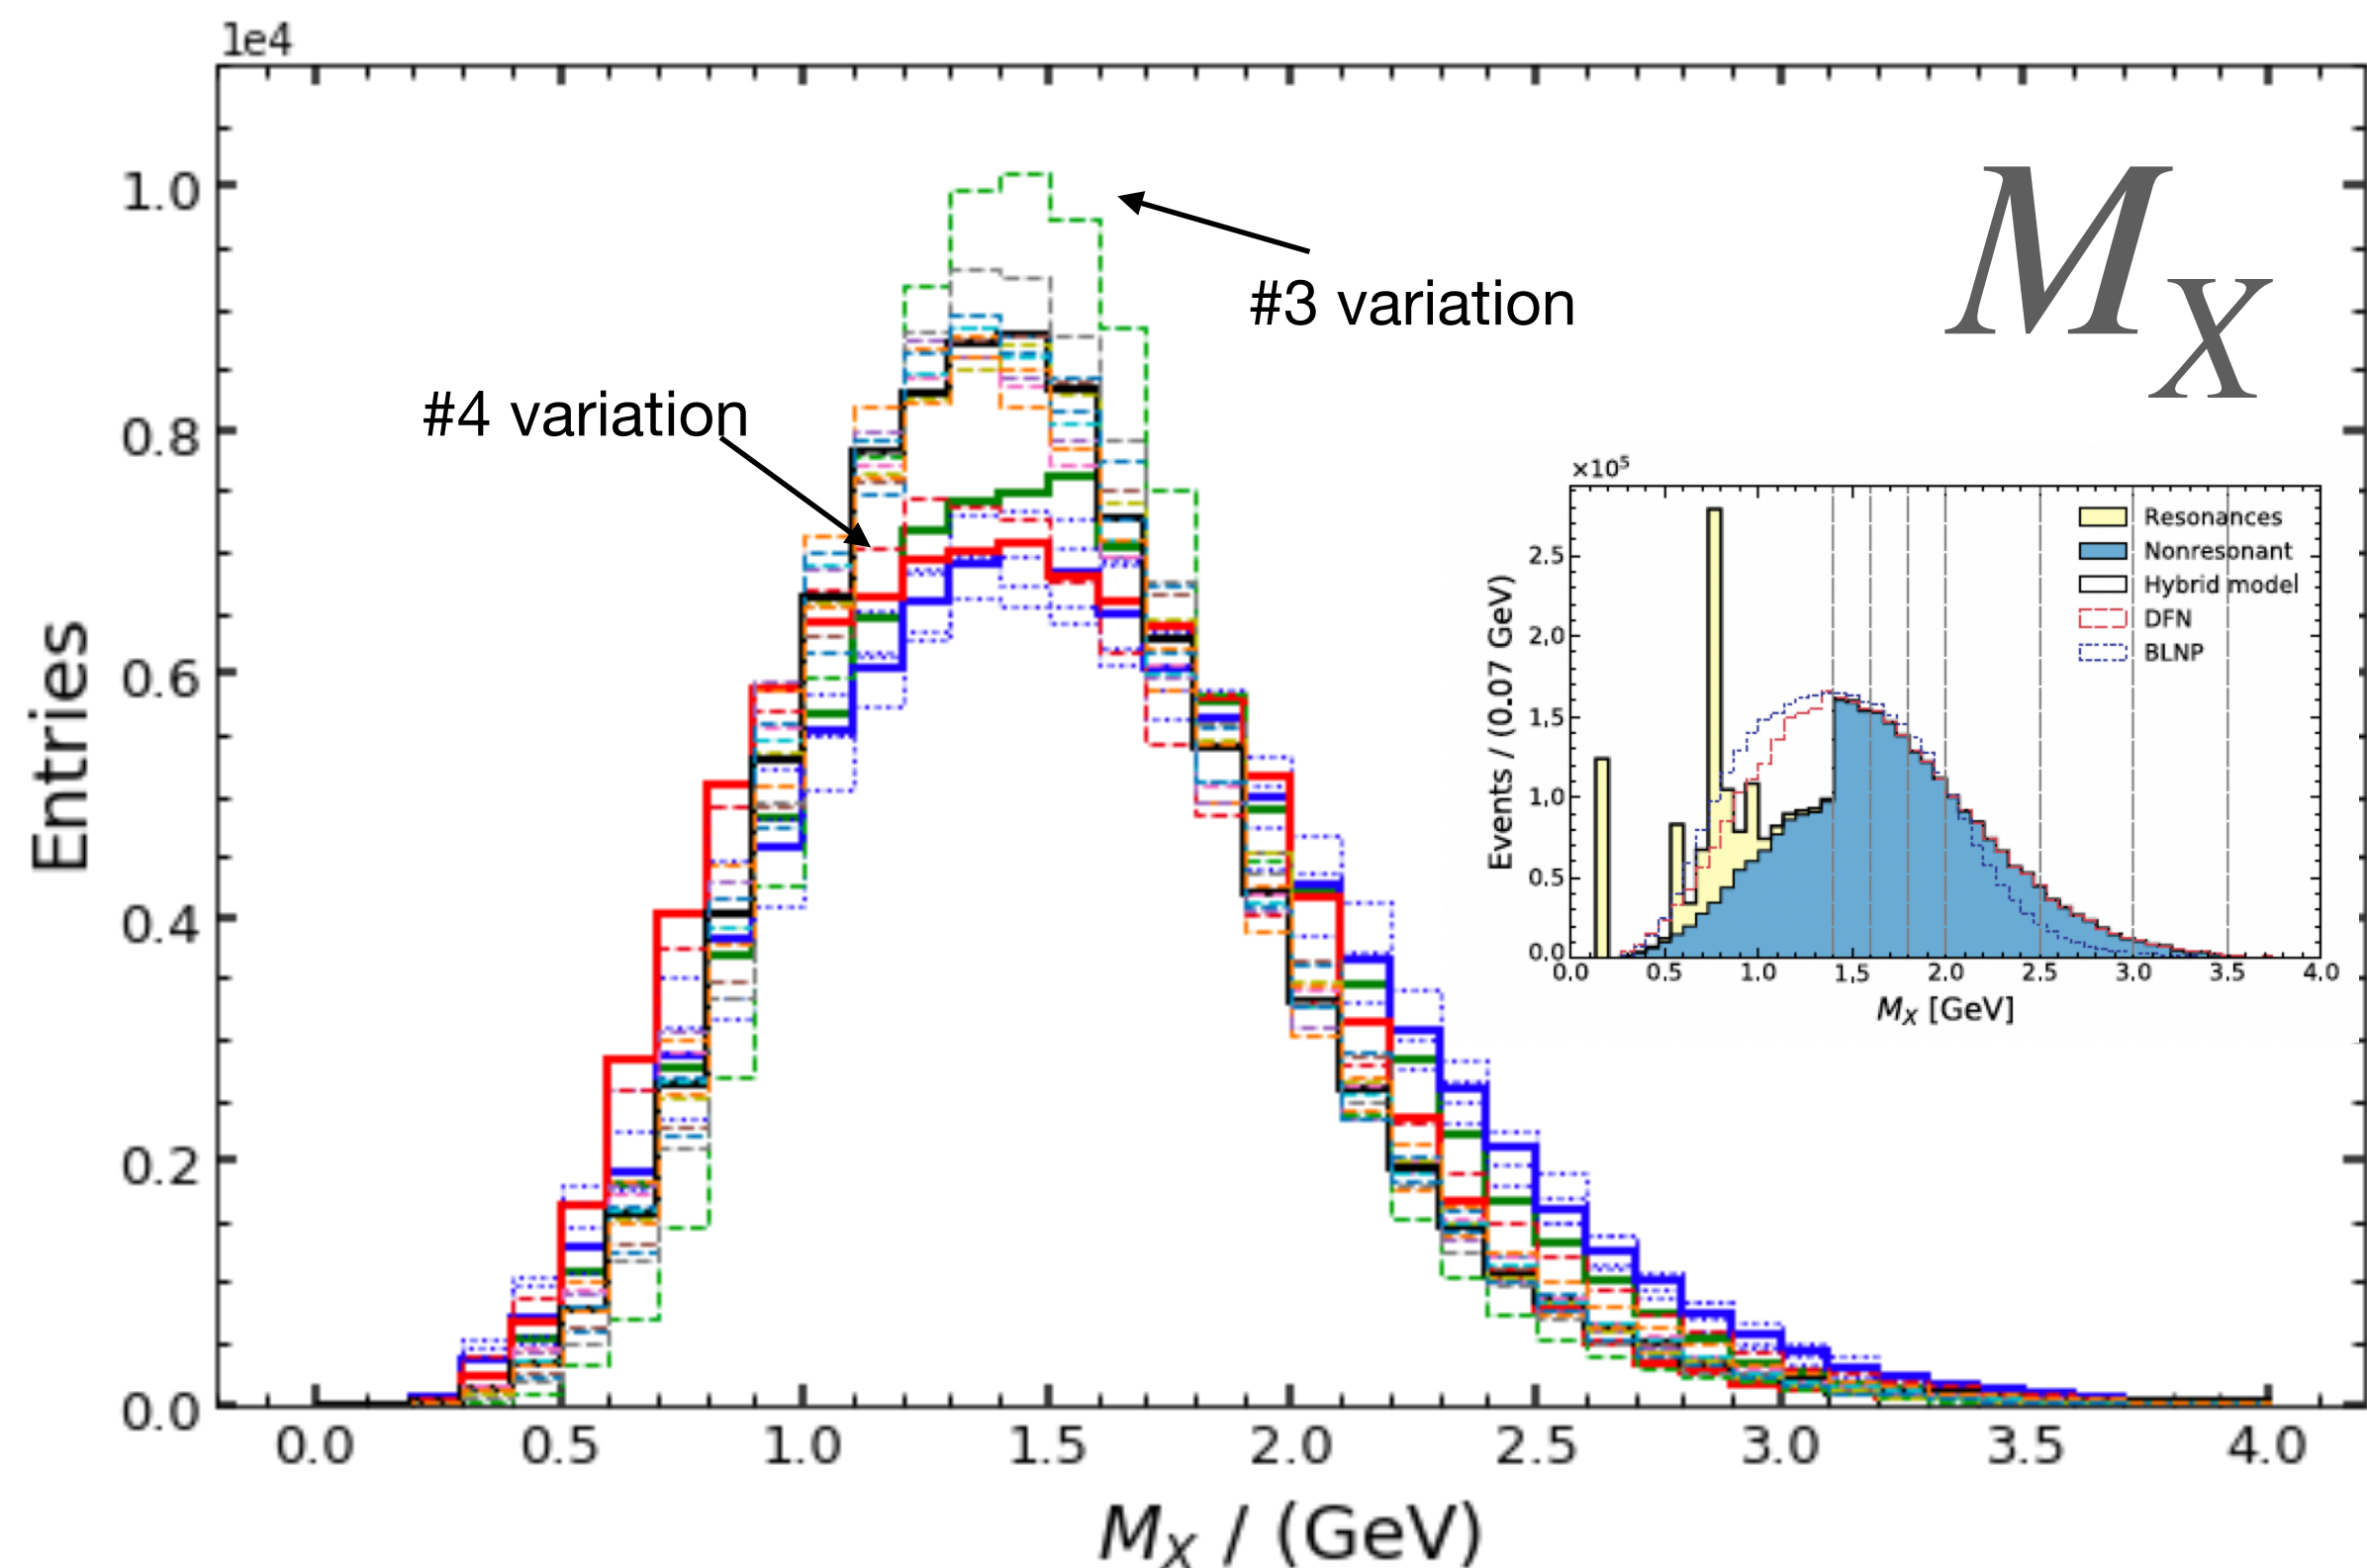 1e4
1.0
0.8
0.6
0.4
0.2
0.0
Entries
0.0 0.5 1.0 1.5 2.0 2.5 3.0 3.5 4.0
M_X / (GeV)
#3 variation
#4 variation
M_X
×10⁵
2.5
2.0
1.5
1.0
0.5
0.0
Events / (0.07 GeV)
Resonances
Nonresonant
Hybrid model
DFN
BLNP
0.0 0.5 1.0 1.5 2.0 2.5 3.0 3.5 4.0
M_X [GeV]